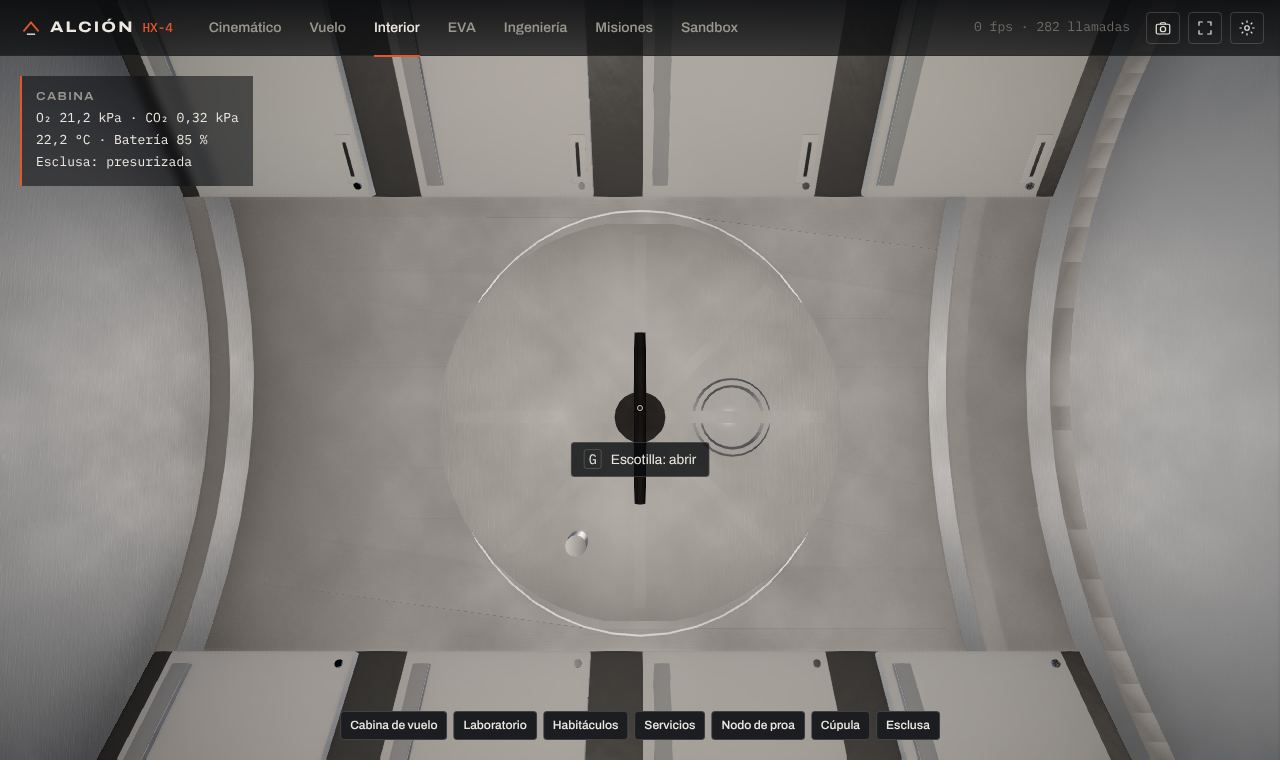 ALCIÓN HX-4
Cinemático Vuelo Interior EVA Ingeniería Misiones Sandbox
0 fps · 282 llamadas
CABINA
O₂ 21,2 kPa · CO₂ 0,32 kPa
22,2 °C · Batería 85 %
Esclusa: presurizada
G Escotilla: abrir
Cabina de vuelo Laboratorio Habitáculos Servicios Nodo de proa Cúpula Esclusa